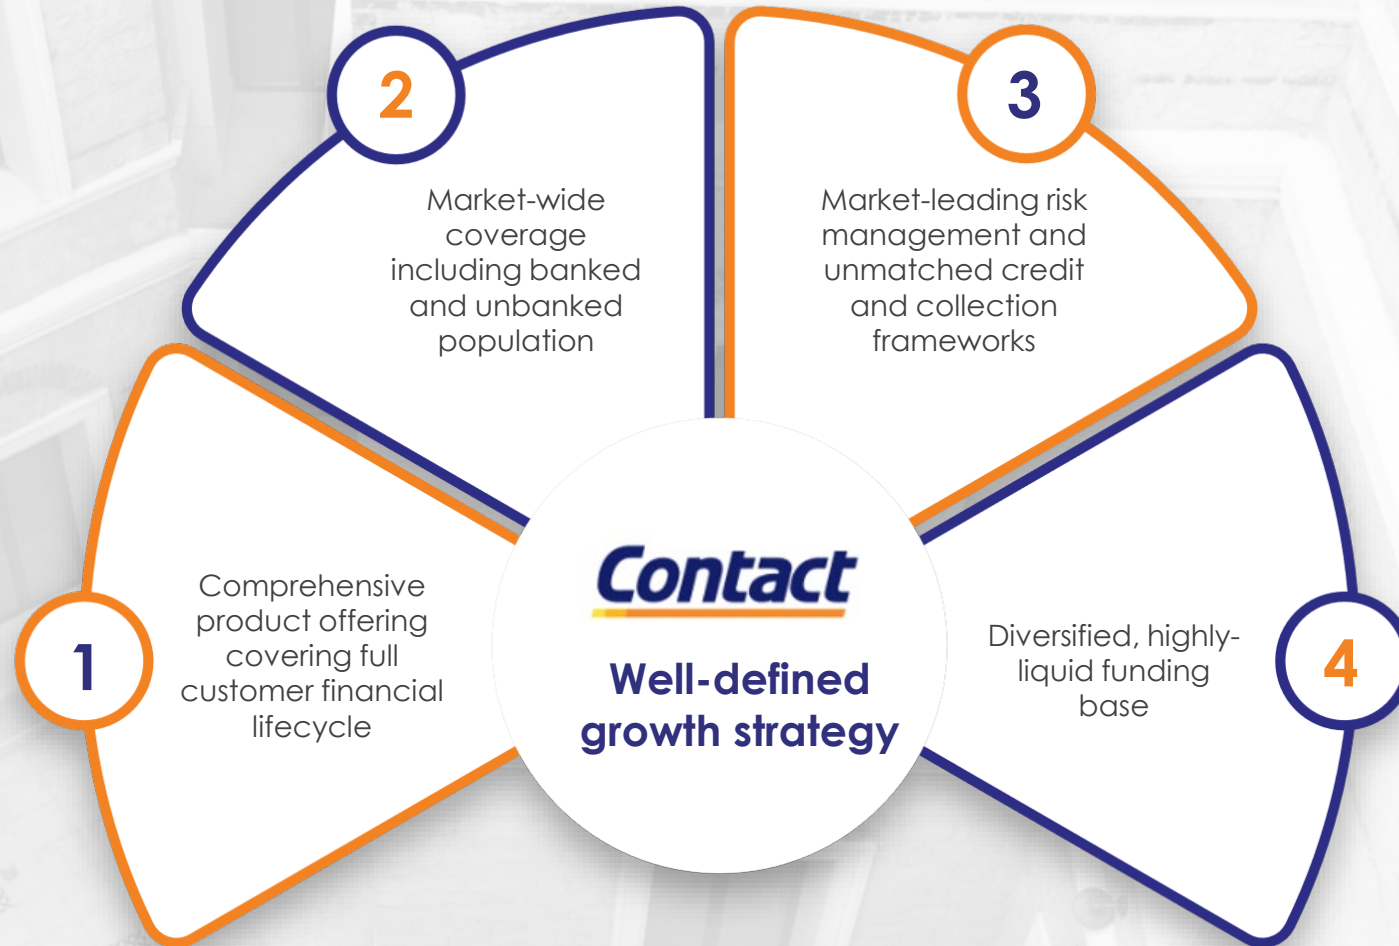 2
3
Market-wide
coverage
including banked
and unbanked
population
Market-leading risk
management and
unmatched credit
and collection
frameworks
1
Comprehensive
product offering
covering full
customer financial
lifecycle
Contact
Well-defined
growth strategy
Diversified, highly-
liquid funding
base
4